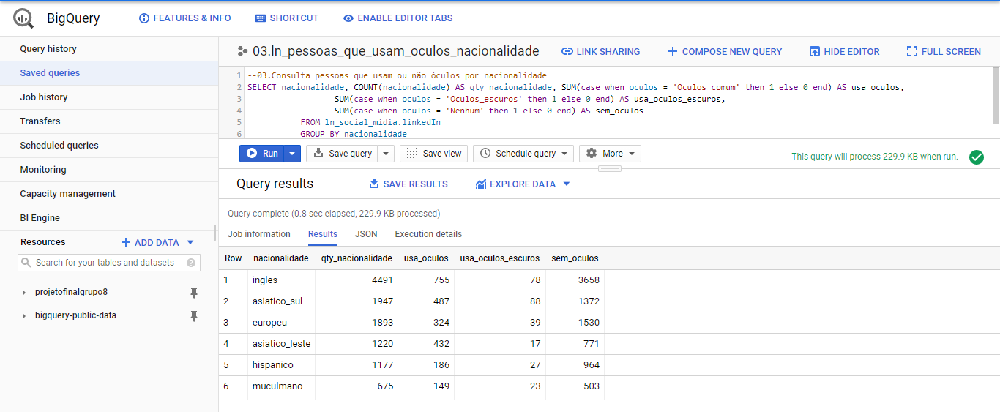 BigQuery FEATURES & INFO SHORTCUT ENABLE EDITOR TABS
Query history
Saved queries
Job history
Transfers
Scheduled queries
Monitoring
Capacity management
BI Engine
Resources ADD DATA
Search for your tables and datasets
projetofinalgrupo8
bigquery-public-data
03.ln_pessoas_que_usam_oculos_nacionalidade LINK SHARING COMPOSE NEW QUERY HIDE EDITOR FULL SCREEN
1 --03.Consulta pessoas que usam ou não óculos por nacionalidade
2 SELECT nacionalidade, COUNT(nacionalidade) AS qty_nacionalidade, SUM(case when oculos = 'Oculos_comum' then 1 else 0 end) AS usa_oculos,
3 SUM(case when oculos = 'Oculos_escuros' then 1 else 0 end) AS usa_oculos_escuros,
4 SUM(case when oculos = 'Nenhum' then 1 else 0 end) AS sem_oculos
5 FROM ln_social_midia.linkedIn
6 GROUP BY nacionalidade
Run Save query Save view Schedule query More This query will process 229.9 KB when run.
Query results SAVE RESULTS EXPLORE DATA
Query complete (0.8 sec elapsed, 229.9 KB processed)
Job information Results JSON Execution details
Row nacionalidade qty_nacionalidade usa_oculos usa_oculos_escuros sem_oculos
1 ingles 4491 755 78 3658
2 asiatico_sul 1947 487 88 1372
3 europeu 1893 324 39 1530
4 asiatico_leste 1220 432 17 771
5 hispanico 1177 186 27 964
6 muculmano 675 149 23 503